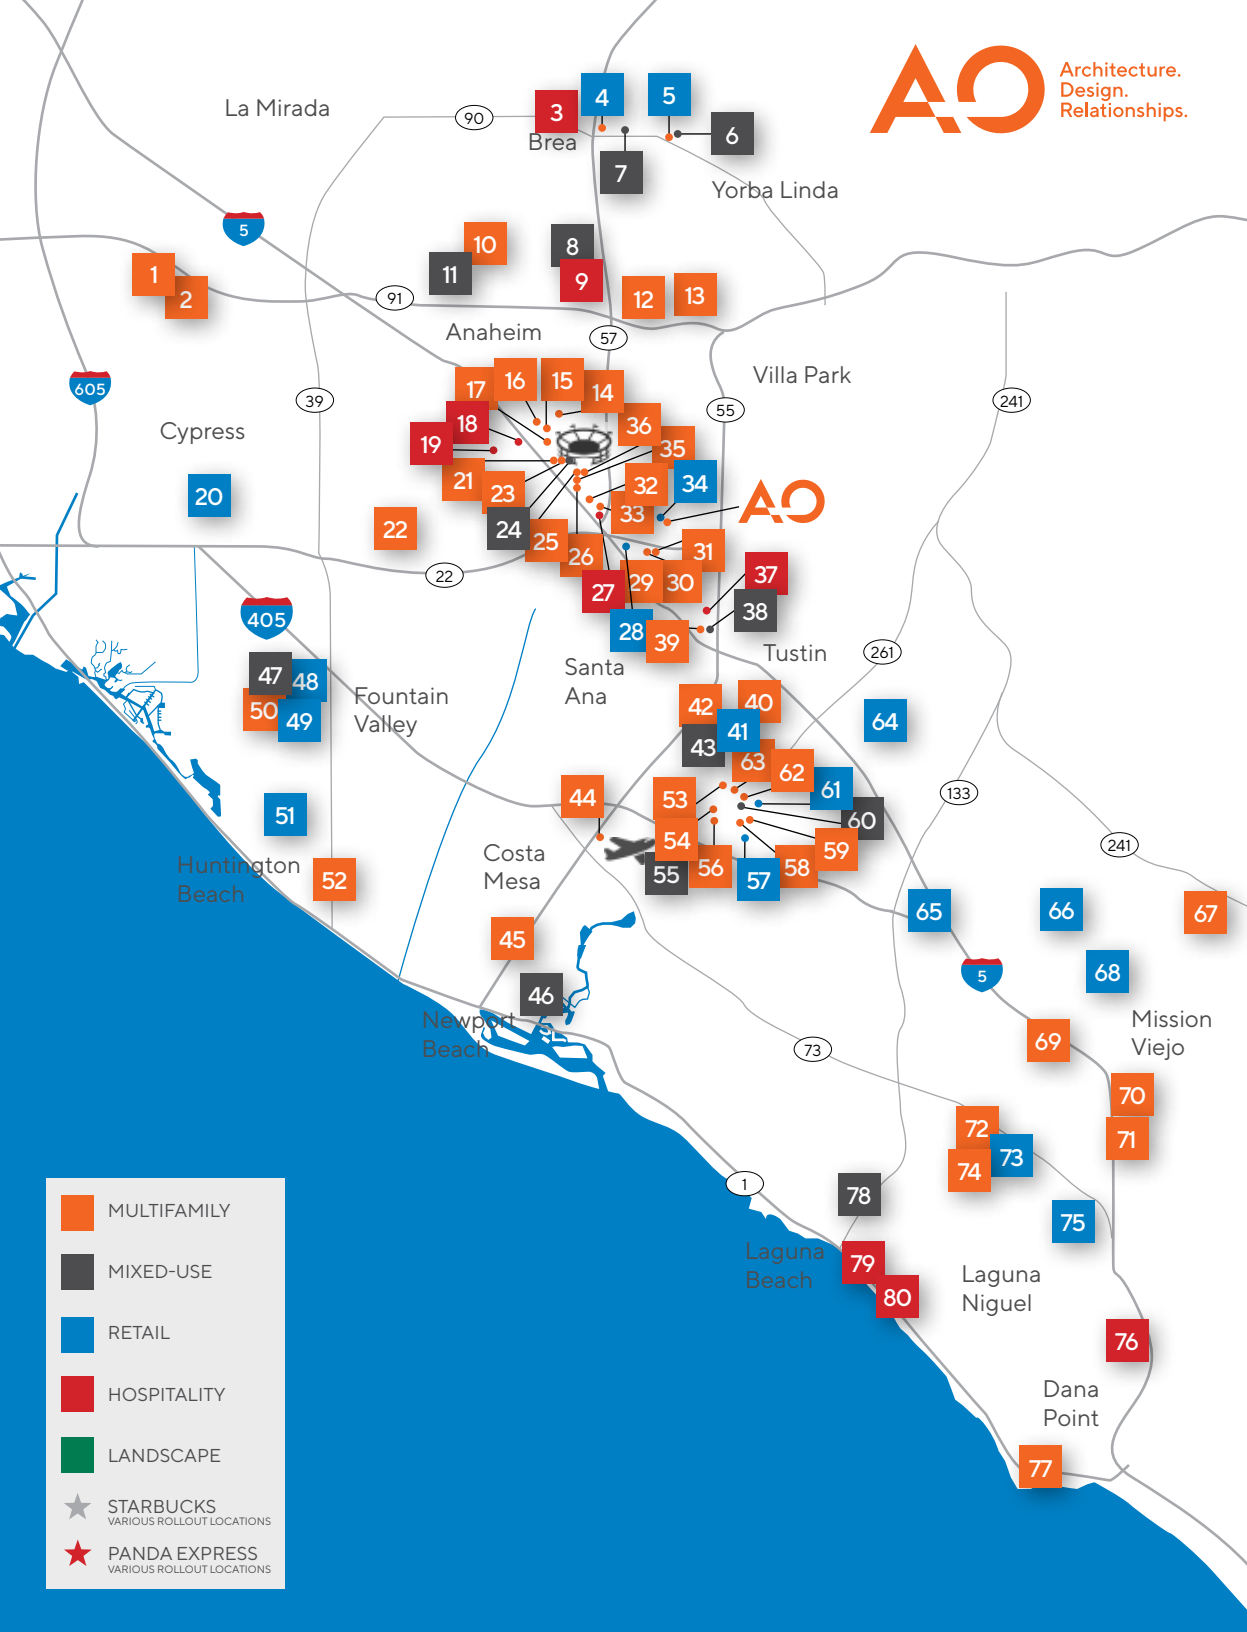 AO
Architecture.
Design.
Relationships.
La Mirada
90
3
4
5
6
Brea
7
Yorba Linda
5
10
8
11
9
1
2
12
13
91
Anaheim
57
Villa Park
605
39
17
16
15
14
55
241
18
19
36
35
Cypress
20
21
23
32
34
33
AO
22
24
25
26
31
22
27
29
30
37
38
405
28
39
Santa
Ana
Tustin
261
47
48
50
49
Fountain
Valley
42
40
41
43
64
63
62
61
60
44
53
133
51
54
59
241
Costa
Mesa
55
56
57
58
Huntington
Beach
52
65
66
67
45
5
68
46
Newport
Beach
Mission
Viejo
69
73
70
71
72
73
74
1
78
75
MULTIFAMILY
MIXED-USE
RETAIL
HOSPITALITY
LANDSCAPE
STARBUCKS
VARIOUS ROLLOUT LOCATIONS
PANDA EXPRESS
VARIOUS ROLLOUT LOCATIONS
Laguna
Beach
79
80
Laguna
Niguel
76
Dana
Point
77